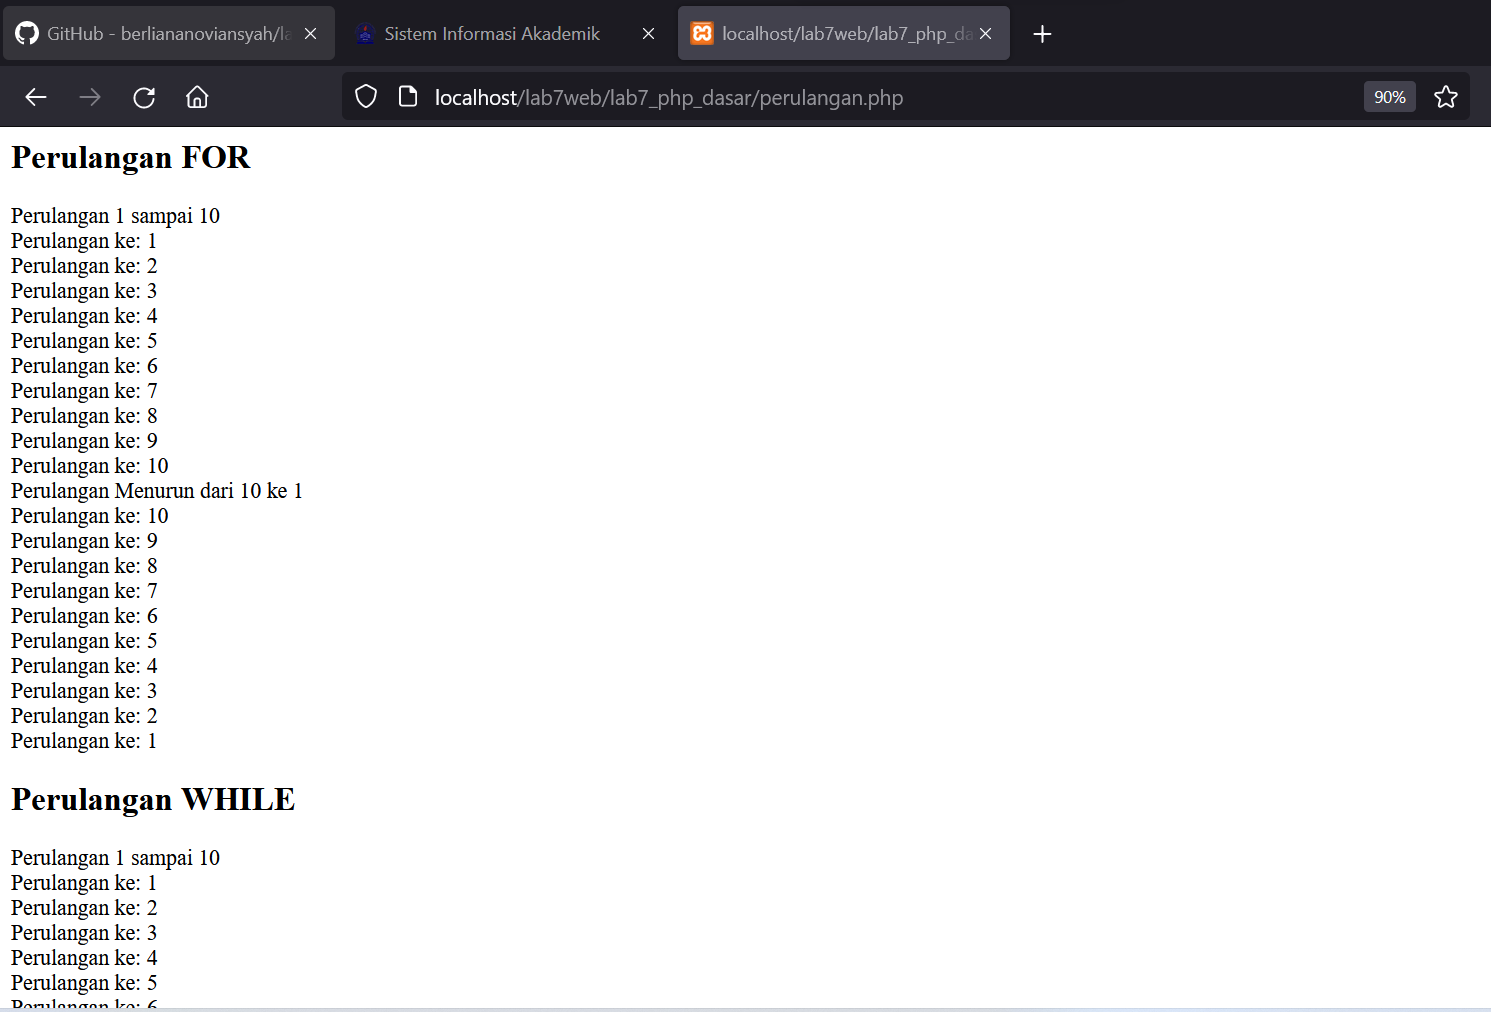 GitHub - berliananoviansyah/la
Sistem Informasi Akademik
localhost/lab7web/lab7_php_da
localhost/lab7web/lab7_php_dasar/perulangan.php
90%
Perulangan FOR
Perulangan 1 sampai 10
Perulangan ke: 1
Perulangan ke: 2
Perulangan ke: 3
Perulangan ke: 4
Perulangan ke: 5
Perulangan ke: 6
Perulangan ke: 7
Perulangan ke: 8
Perulangan ke: 9
Perulangan ke: 10
Perulangan Menurun dari 10 ke 1
Perulangan ke: 10
Perulangan ke: 9
Perulangan ke: 8
Perulangan ke: 7
Perulangan ke: 6
Perulangan ke: 5
Perulangan ke: 4
Perulangan ke: 3
Perulangan ke: 2
Perulangan ke: 1
Perulangan WHILE
Perulangan 1 sampai 10
Perulangan ke: 1
Perulangan ke: 2
Perulangan ke: 3
Perulangan ke: 4
Perulangan ke: 5
Perulangan ke: 6